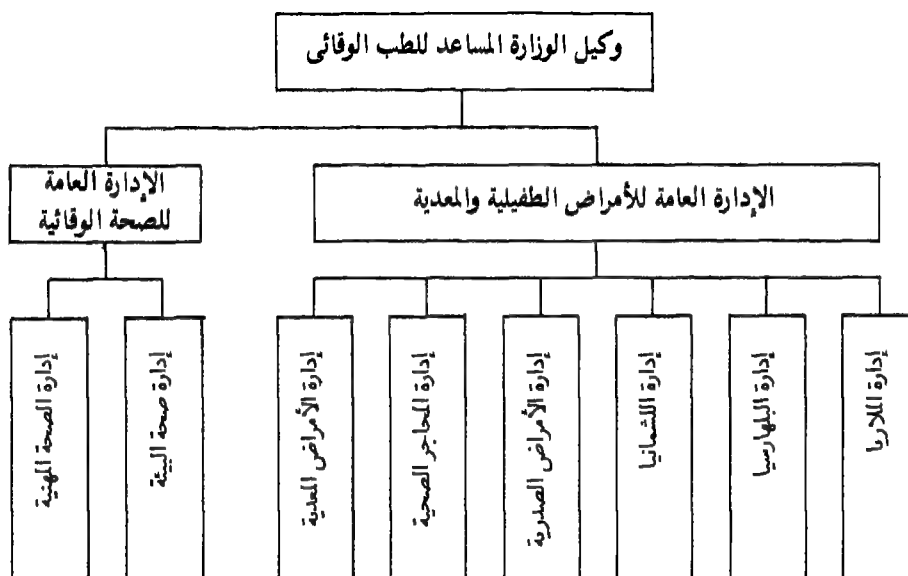 وكيل الوزارة المساعد للطب الوقائى
الإدارة العامة للأمراض الطفيلية والمعدية
الإدارة العامة
للصحة الوقائية
إدارة الملاريا
إدارة البلهارسيا
إدارة اللشمانيا
إدارة الأمراض الصدرية
إدارة المحاجر الصحية
إدارة الأمراض المعدية
إدارة صحة البيئة
إدارة الصحة المهنية